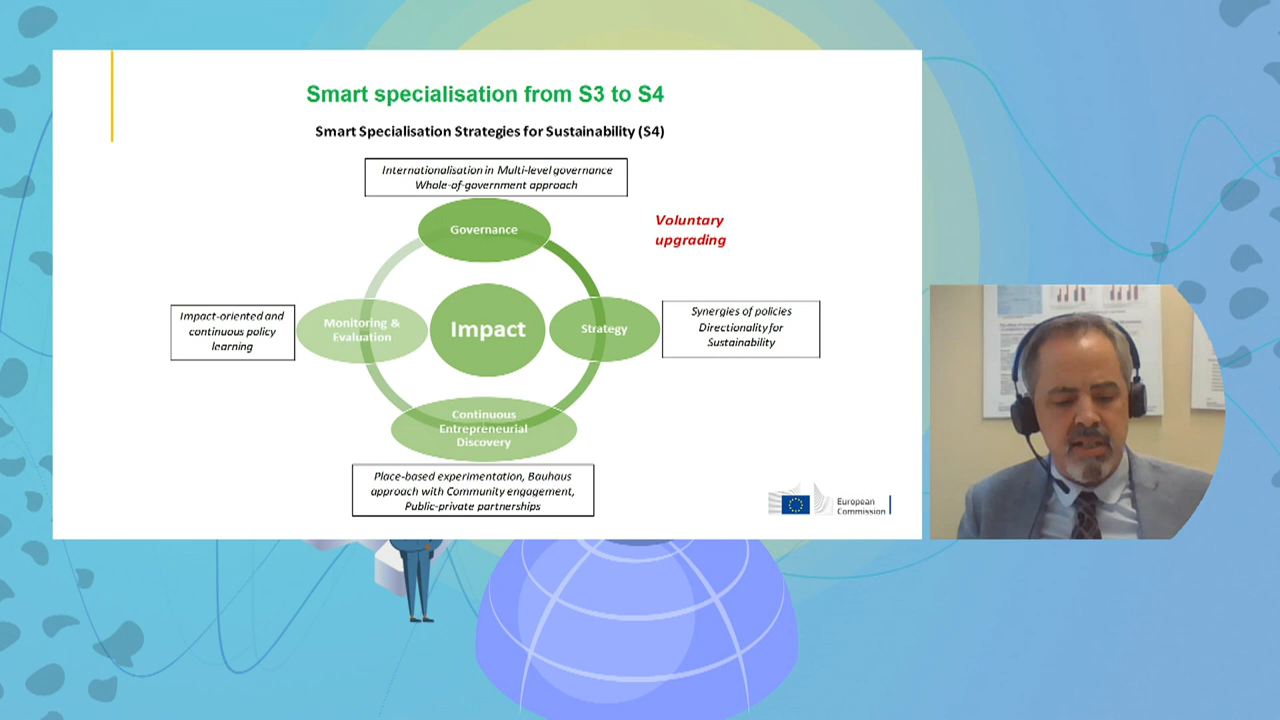 Smart specialisation from S3 to S4
Smart Specialisation Strategies for Sustainability (S4)
Internationalisation in Multi-level governance
Whole-of-government approach
Governance
Voluntary
upgrading
Impact-oriented and
continuous policy
learning
Monitoring &
Evaluation
Impact
Strategy
Synergies of policies
Directionality for
Sustainability
Continuous
Entrepreneurial
Discovery
Place-based experimentation, Bauhaus
approach with Community engagement,
Public-private partnerships
European
Commission